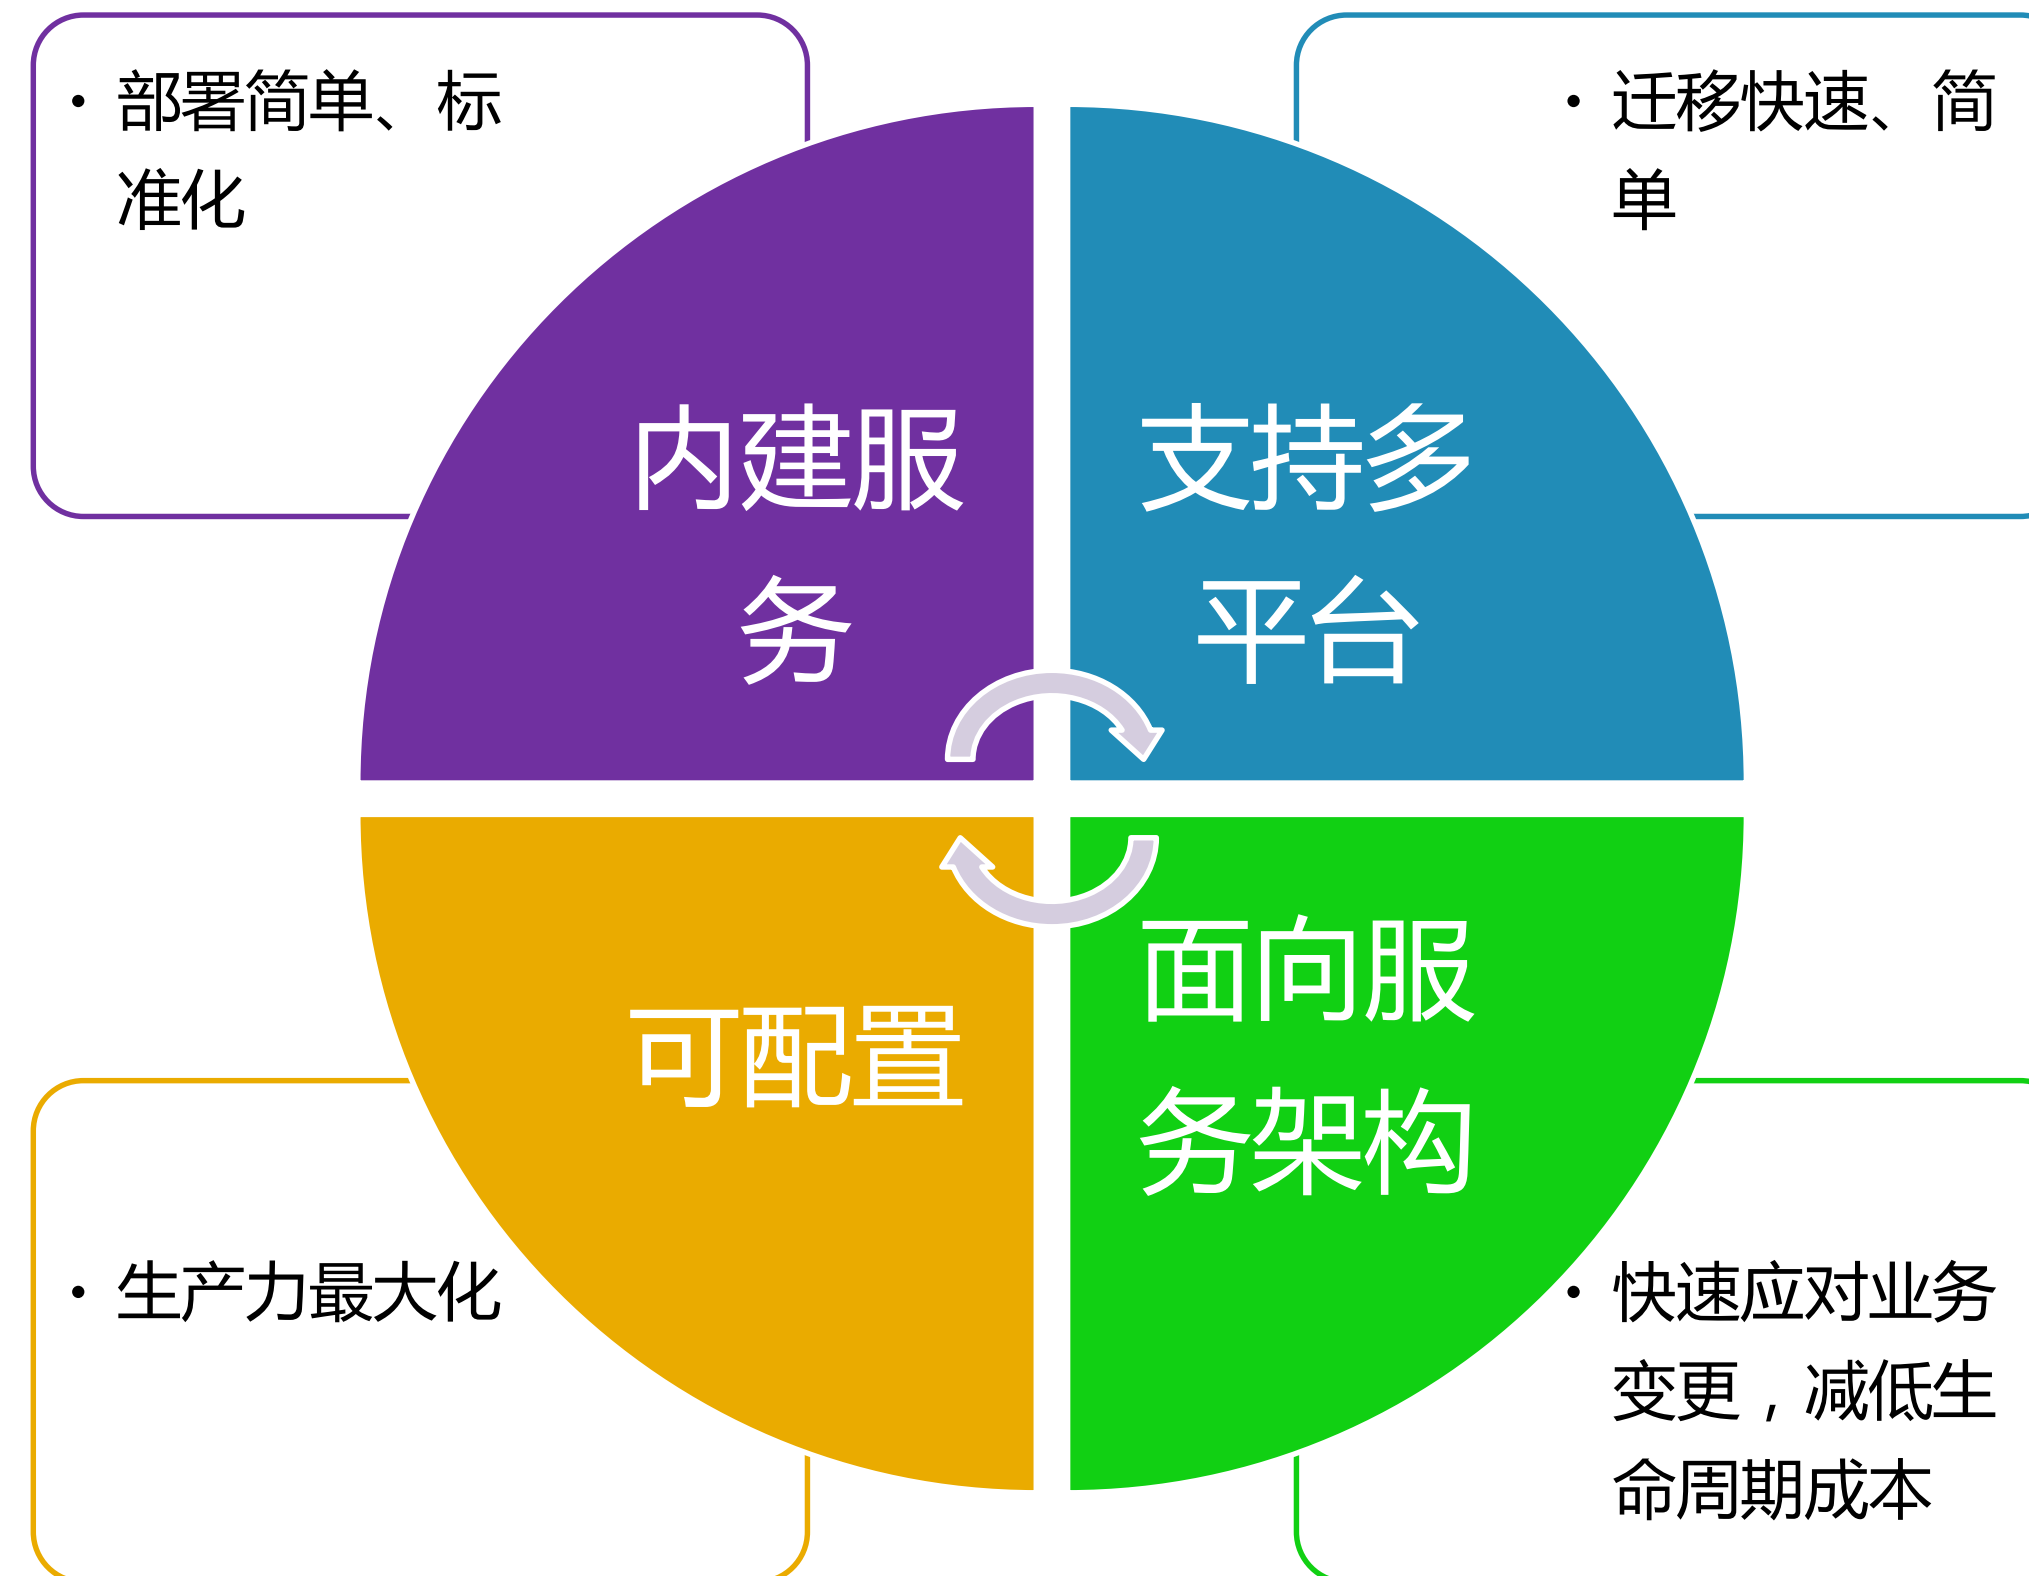 • 部署简单、标
准化
• 迁移快速、简
单
内建服
务
支持多
平台
可配置
面向服
务架构
• 生产力最大化
• 快速应对业务
变更，减低生
命周期成本